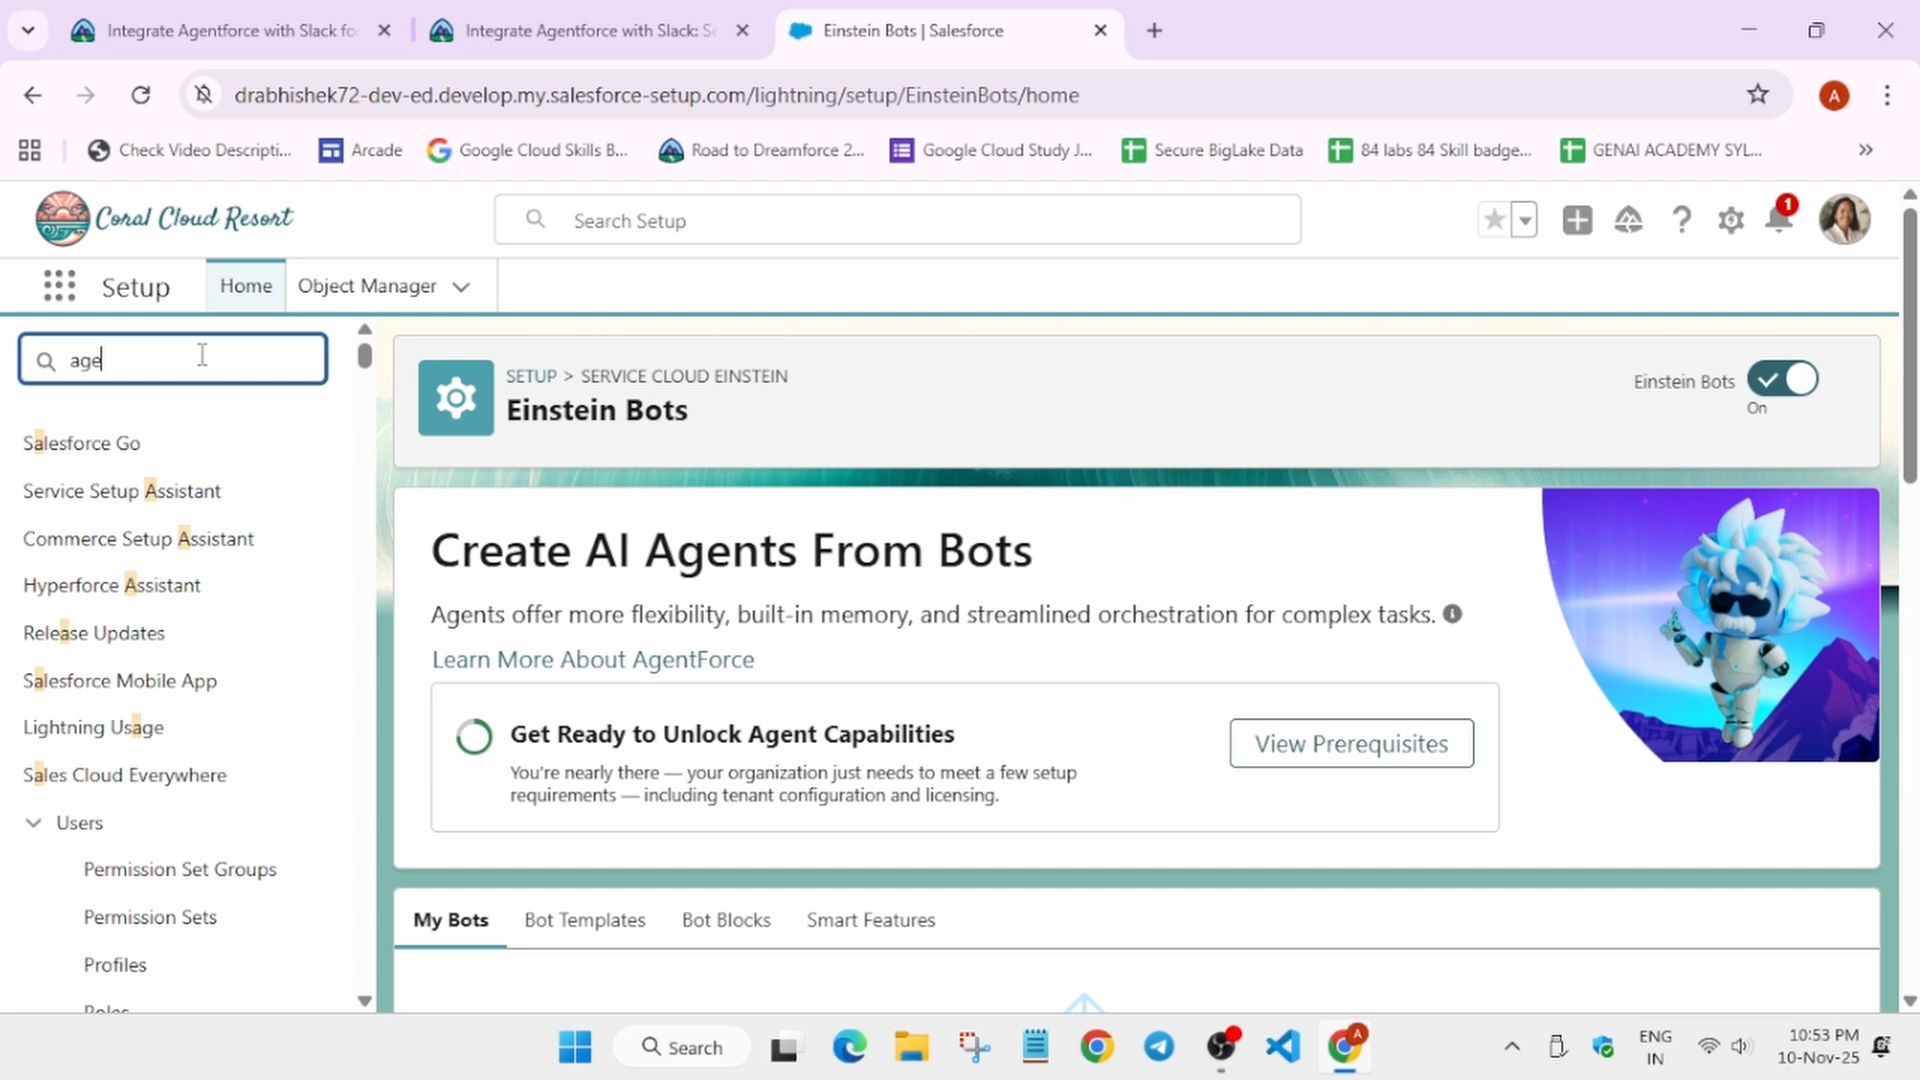 Integrate Agentforce with Slack fo
Integrate Agentforce with Slack: Se
Einstein Bots | Salesforce
drabhishek72-dev-ed.develop.my.salesforce-setup.com/lightning/setup/EinsteinBots/home
A
Check Video Descripti...
Arcade
Google Cloud Skills B...
Road to Dreamforce 2...
Google Cloud Study J...
Secure BigLake Data
84 labs 84 Skill badge...
GENAI ACADEMY SYL...
Coral Cloud Resort
Search Setup
1
Setup
Home
Object Manager
age
Salesforce Go
Service Setup Assistant
Commerce Setup Assistant
Hyperforce Assistant
Release Updates
Salesforce Mobile App
Lightning Usage
Sales Cloud Everywhere
Users
Permission Set Groups
Permission Sets
Profiles
Roles
SETUP > SERVICE CLOUD EINSTEIN
Einstein Bots
Einstein Bots
On
Create AI Agents From Bots
Agents offer more flexibility, built-in memory, and streamlined orchestration for complex tasks.
Learn More About AgentForce
Get Ready to Unlock Agent Capabilities
You're nearly there — your organization just needs to meet a few setup
requirements — including tenant configuration and licensing.
View Prerequisites
My Bots
Bot Templates
Bot Blocks
Smart Features
Search
A
ENG
IN
10:53 PM
10-Nov-25